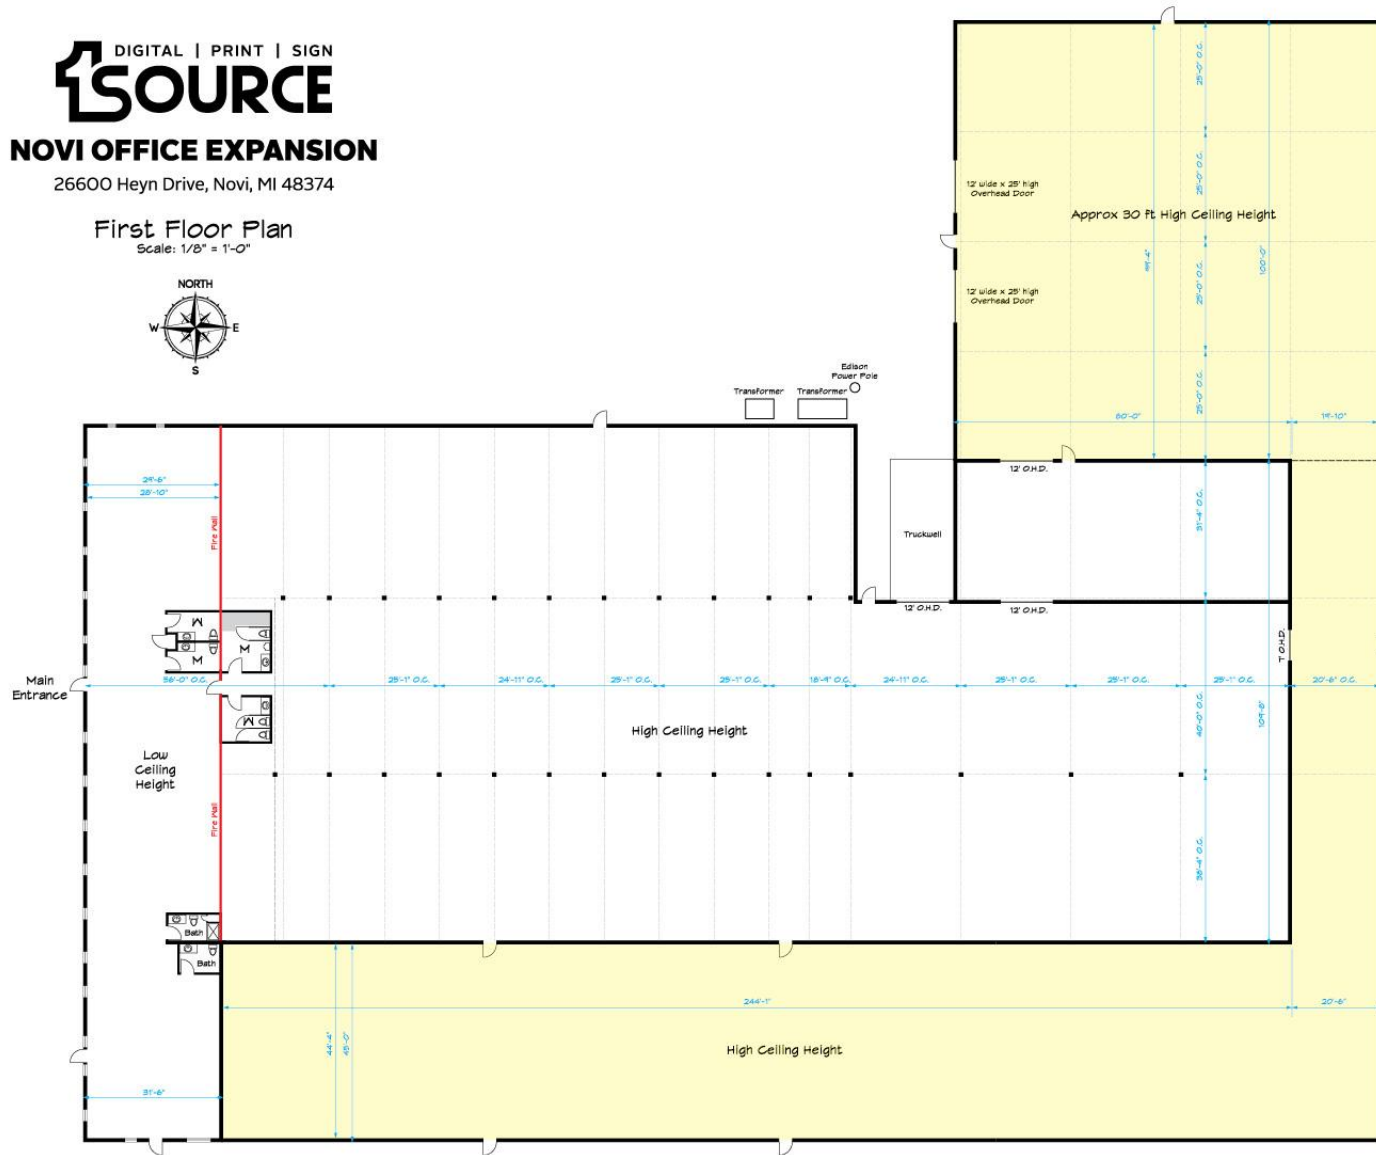 DIGITAL | PRINT | SIGN
1SOURCE
NOVI OFFICE EXPANSION
26600 Heyn Drive, Novi, MI 48374
First Floor Plan
Scale: 1/8" = 1'-0"
NORTH
W
E
S
25'-0" O.C.
25'-0" O.C.
12' wide x 25' high
Overhead Door
Approx 30 ft High Ceiling Height
99'-4"
100'-0"
25'-0" O.C.
12' wide x 25' high
Overhead Door
25'-0" O.C.
Edison
Power Pole
Transformer
Transformer
80'-0"
19'-10"
12' O.H.D.
29'-6"
28'-10"
Fire Wall
31'-4" O.C.
Truckwell
12' O.H.D.
12' O.H.D.
W
M
M
W
Main
Entrance
56'-0" O.C.
25'-1" O.C.
24'-11" O.C.
25'-1" O.C.
25'-1" O.C.
18'-9" O.C.
24'-11" O.C.
25'-1" O.C.
25'-1" O.C.
25'-1" O.C.
20'-6" O.C.
40'-0" O.C.
109'-8"
High Ceiling Height
Low
Ceiling
Height
Fire Wall
38'-4" O.C.
Bath
Bath
244'-1"
20'-6"
44'-4"
45'-0"
High Ceiling Height
31'-6"